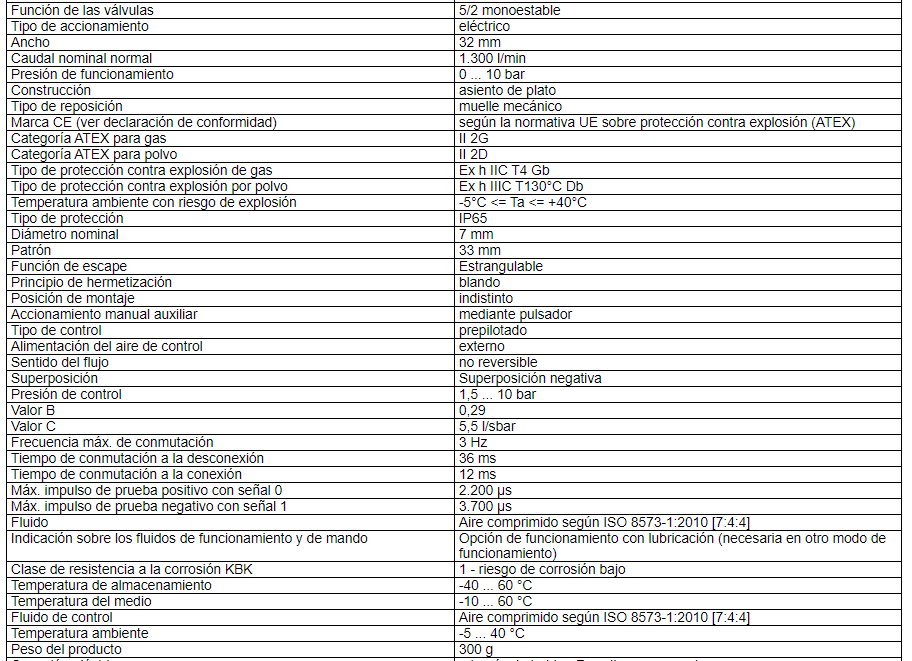 Función de las válvulas 5/2 monoestable
Tipo de accionamiento eléctrico
Ancho 32 mm
Caudal nominal normal 1.300 l/min
Presión de funcionamiento 0 ... 10 bar
Construcción asiento de plato
Tipo de reposición muelle mecánico
Marca CE (ver declaración de conformidad) según la normativa UE sobre protección contra explosión (ATEX)
Categoría ATEX para gas II 2G
Categoría ATEX para polvo II 2D
Tipo de protección contra explosión de gas Ex h IIC T4 Gb
Tipo de protección contra explosión por polvo Ex h IIIC T130°C Db
Temperatura ambiente con riesgo de explosión -5°C <= Ta <= +40°C
Tipo de protección IP65
Diámetro nominal 7 mm
Patrón 33 mm
Función de escape Estrangulable
Principio de hermetización blando
Posición de montaje indistinto
Accionamiento manual auxiliar mediante pulsador
Tipo de control prepilotado
Alimentación del aire de control externo
Sentido del flujo no reversible
Superposición Superposición negativa
Presión de control 1,5 ... 10 bar
Valor B 0,29
Valor C 5,5 l/sbar
Frecuencia máx. de conmutación 3 Hz
Tiempo de conmutación a la desconexión 36 ms
Tiempo de conmutación a la conexión 12 ms
Máx. impulso de prueba positivo con señal 0 2.200 µs
Máx. impulso de prueba negativo con señal 1 3.700 µs
Fluido Aire comprimido según ISO 8573-1:2010 [7:4:4]
Indicación sobre los fluidos de funcionamiento y de mando Opción de funcionamiento con lubricación (necesaria en otro modo de
funcionamiento)
Clase de resistencia a la corrosión KBK 1 - riesgo de corrosión bajo
Temperatura de almacenamiento -40 ... 60 °C
Temperatura del medio -10 ... 60 °C
Fluido de control Aire comprimido según ISO 8573-1:2010 [7:4:4]
Temperatura ambiente -5 ... 40 °C
Peso del producto 300 g